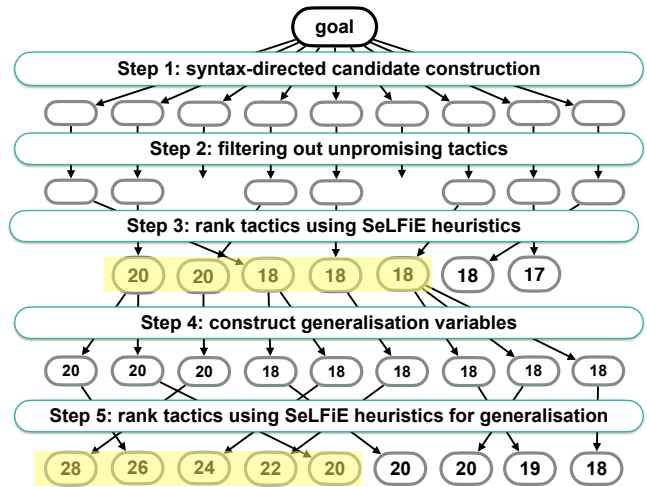 goal
Step 1: syntax-directed candidate construction
Step 2: filtering out unpromising tactics
Step 3: rank tactics using SeLFiE heuristics
20 20 18 18 18 18 17
Step 4: construct generalisation variables
20 20 20 18 18 18 18 18 18
Step 5: rank tactics using SeLFiE heuristics for generalisation
28 26 24 22 20 20 20 19 18